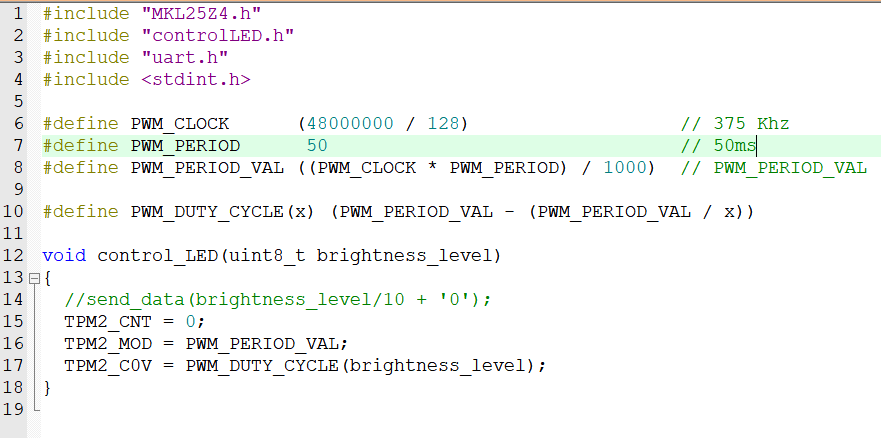 1 #include "MKL25Z4.h"
2 #include "controlLED.h"
3 #include "uart.h"
4 #include <stdint.h>
5
6 #define PWM_CLOCK      (48000000 / 128)                   // 375 Khz
7 #define PWM_PERIOD      50                                // 50ms
8 #define PWM_PERIOD_VAL ((PWM_CLOCK * PWM_PERIOD) / 1000)  // PWM_PERIOD_VAL
9
10 #define PWM_DUTY_CYCLE(x) (PWM_PERIOD_VAL - (PWM_PERIOD_VAL / x))
11
12 void control_LED(uint8_t brightness_level)
13 {
14   //send_data(brightness_level/10 + '0');
15   TPM2_CNT = 0;
16   TPM2_MOD = PWM_PERIOD_VAL;
17   TPM2_C0V = PWM_DUTY_CYCLE(brightness_level);
18 }
19